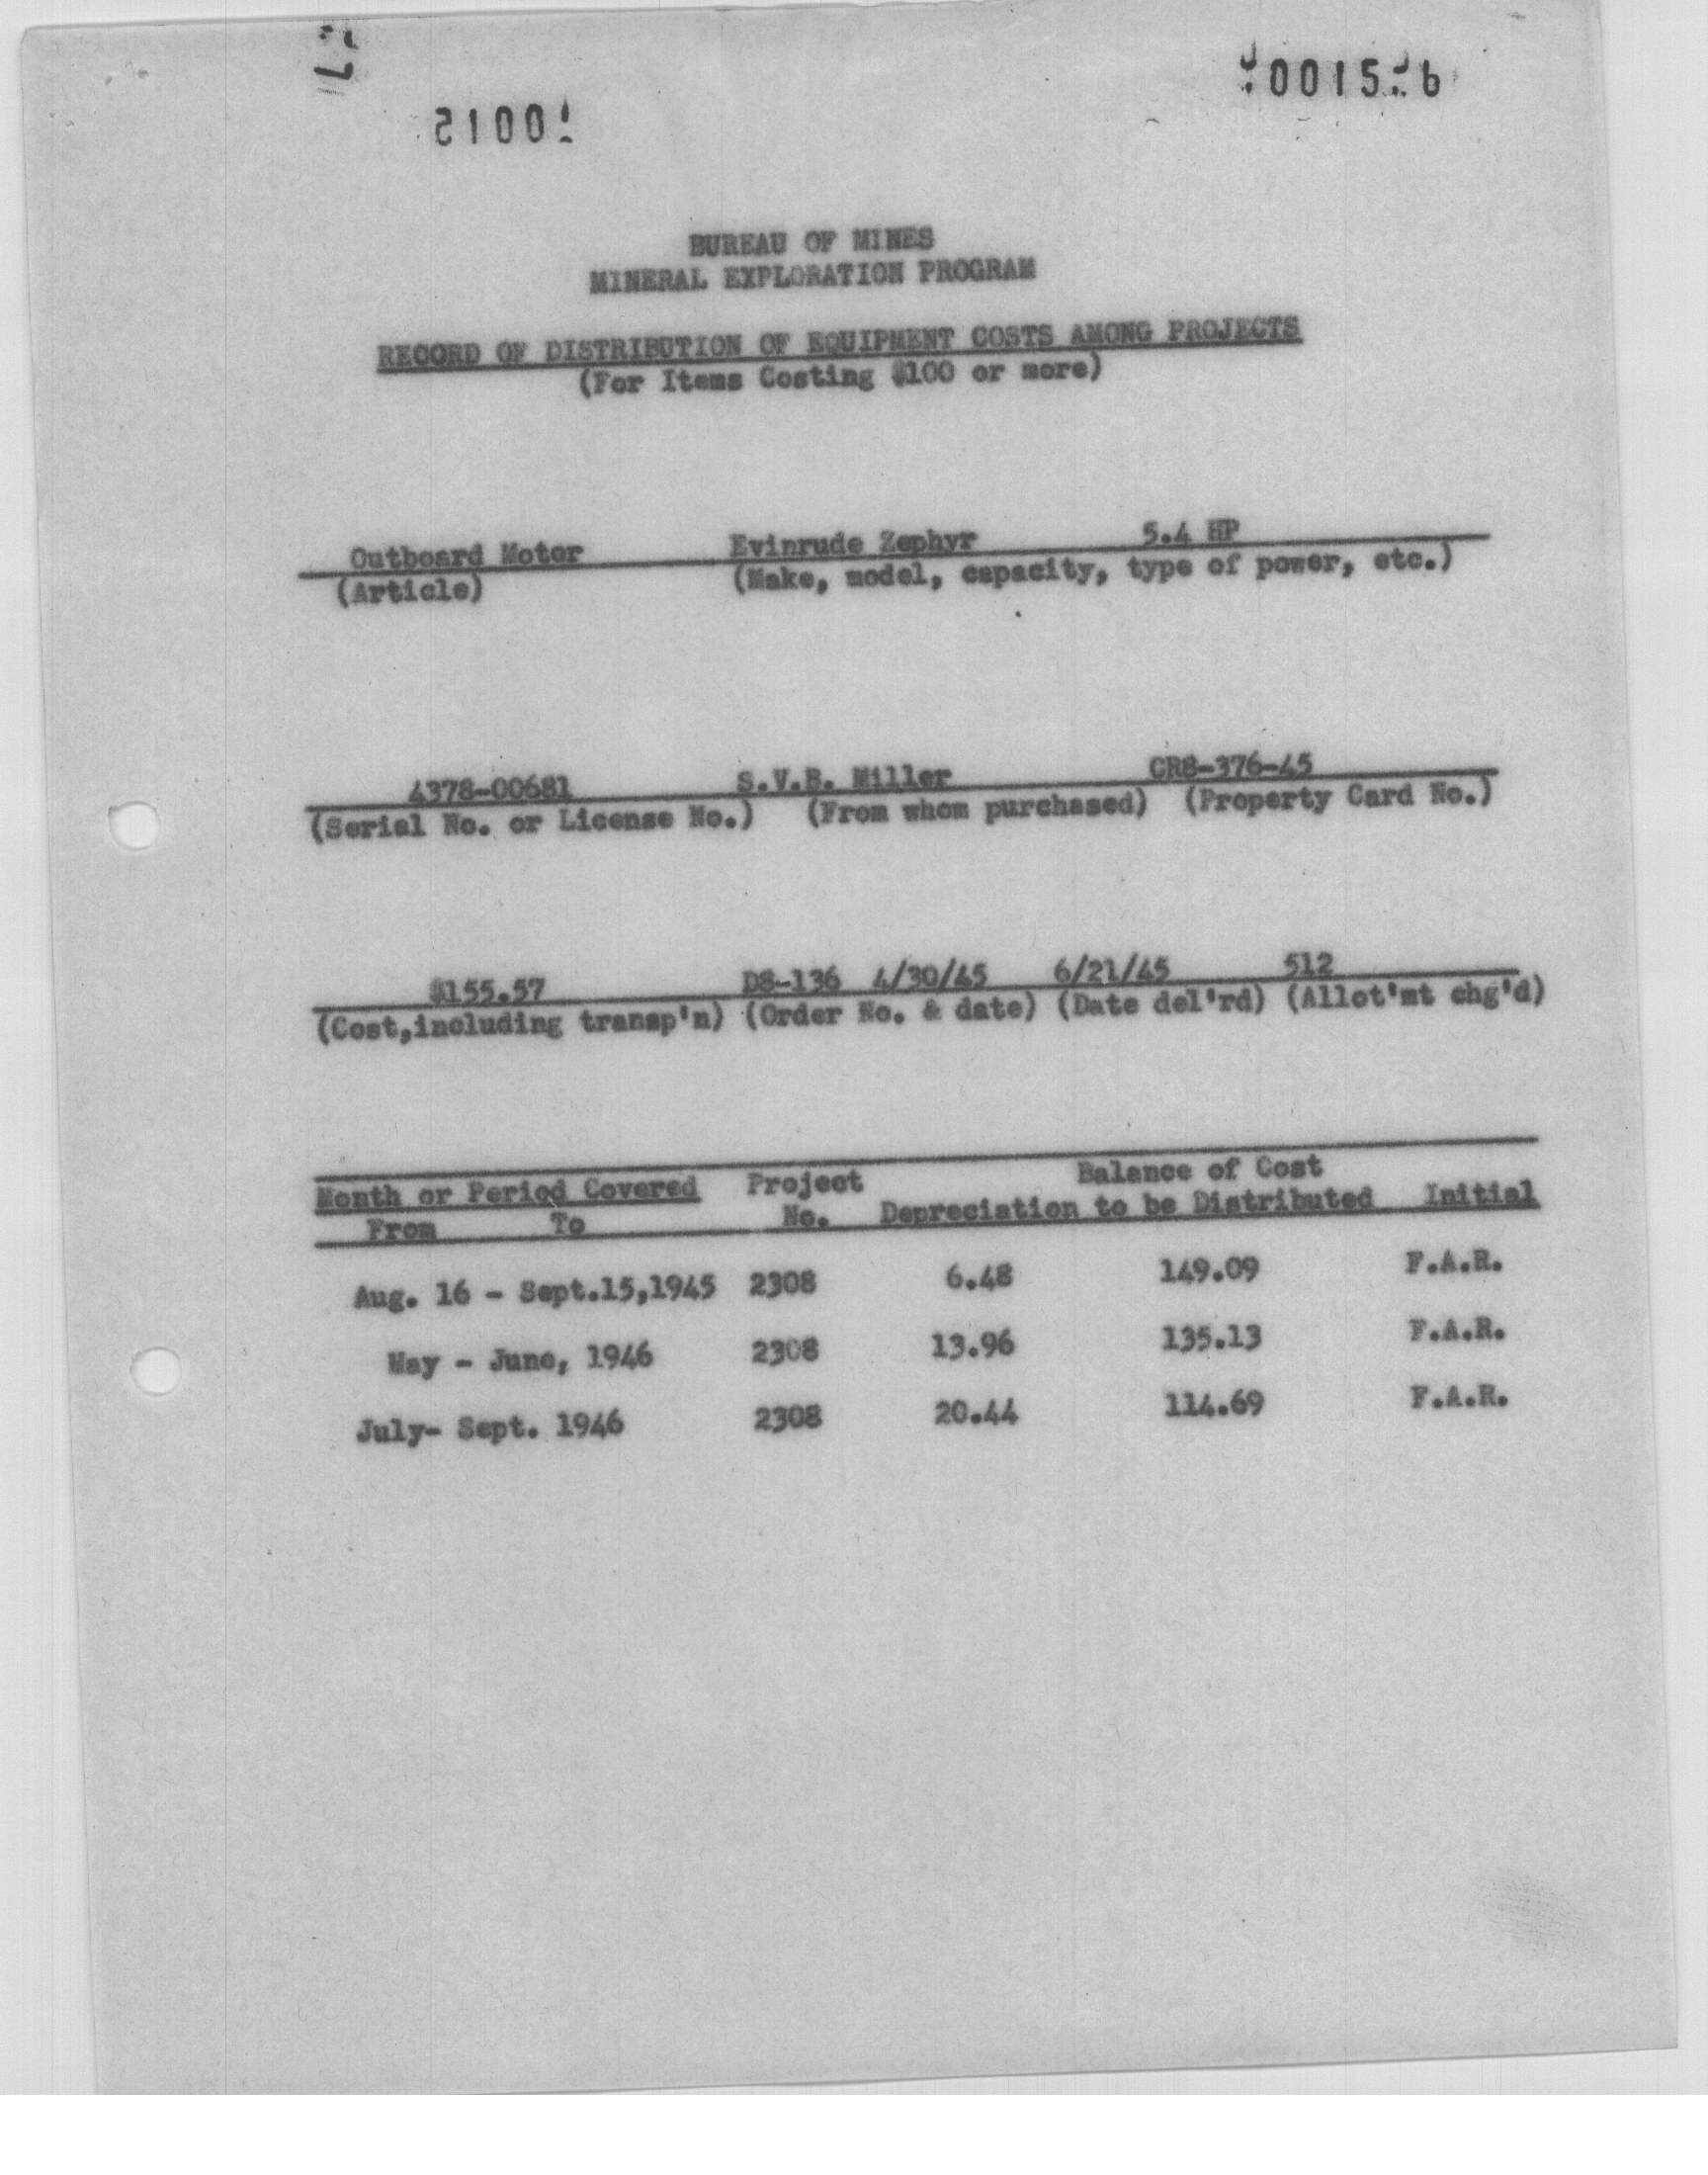 BUREAU OF MINES
MINERAL EXPLORATION PROGRAM
RECORD OF DISTRIBUTION OF EQUIPMENT COSTS AMONG PROJECTS
(For Items Costing $100 or more)
Outboard Motor Evinrude Zephyr 5.4 HP
(Article) (Make, model, capacity, type of power, etc.)
4378-00681 S.V.B. Miller CR8-376-45
(Serial No. or License No.) (From whom purchased) (Property Card No.)
$155.57 D8-136 4/30/45 6/21/45 512
(Cost,including transp'n) (Order No. & date) (Date del'rd) (Allot'mt chg'd)
Month or Period Covered Project Balance of Cost
From To No. Depreciation to be Distributed Initial
Aug. 16 - Sept.15,1945 2308 6.48 149.09 F.A.R.
May - June, 1946 2308 13.96 135.13 F.A.R.
July- Sept. 1946 2308 20.44 114.69 F.A.R.